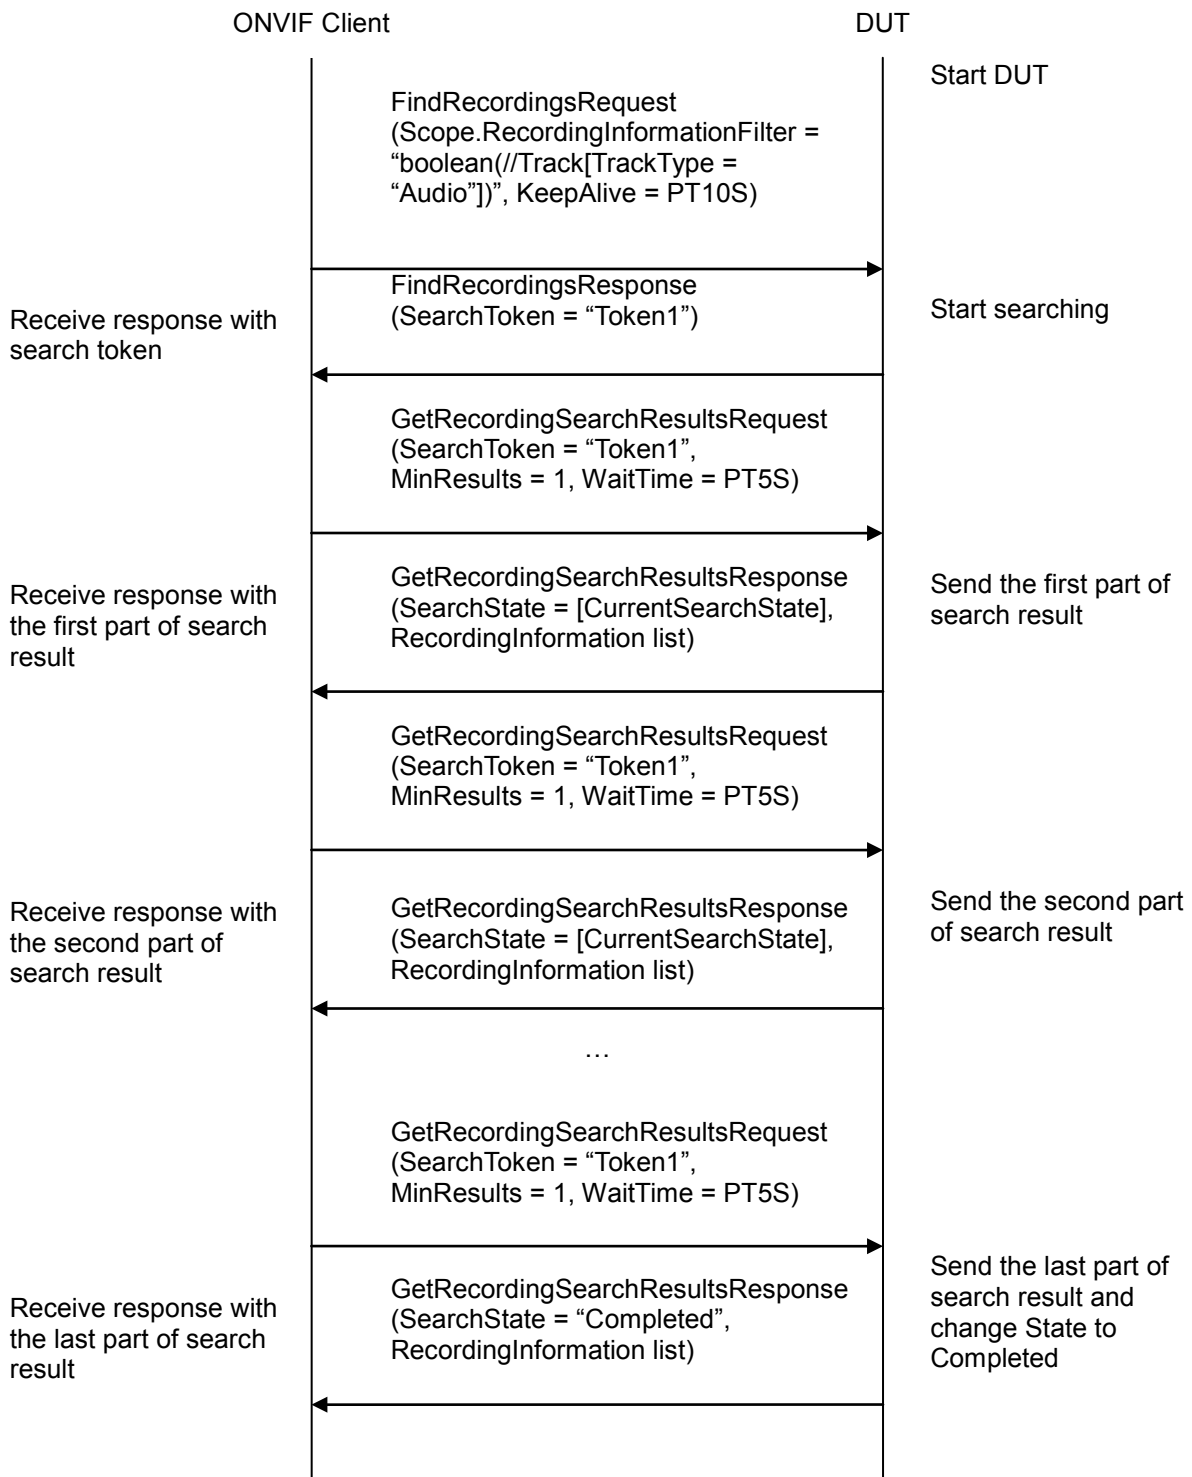 ONVIF Client
DUT
Start DUT
FindRecordingsRequest
(Scope.RecordingInformationFilter =
“boolean(//Track[TrackType =
“Audio”])”, KeepAlive = PT10S)
FindRecordingsResponse
(SearchToken = “Token1”)
Start searching
Receive response with
search token
GetRecordingSearchResultsRequest
(SearchToken = “Token1”,
MinResults = 1, WaitTime = PT5S)
GetRecordingSearchResultsResponse
(SearchState = [CurrentSearchState],
RecordingInformation list)
Send the first part of
search result
Receive response with
the first part of search
result
GetRecordingSearchResultsRequest
(SearchToken = “Token1”,
MinResults = 1, WaitTime = PT5S)
GetRecordingSearchResultsResponse
(SearchState = [CurrentSearchState],
RecordingInformation list)
Send the second part
of search result
Receive response with
the second part of
search result
…
GetRecordingSearchResultsRequest
(SearchToken = “Token1”,
MinResults = 1, WaitTime = PT5S)
GetRecordingSearchResultsResponse
(SearchState = “Completed”,
RecordingInformation list)
Send the last part of
search result and
change State to
Completed
Receive response with
the last part of search
result